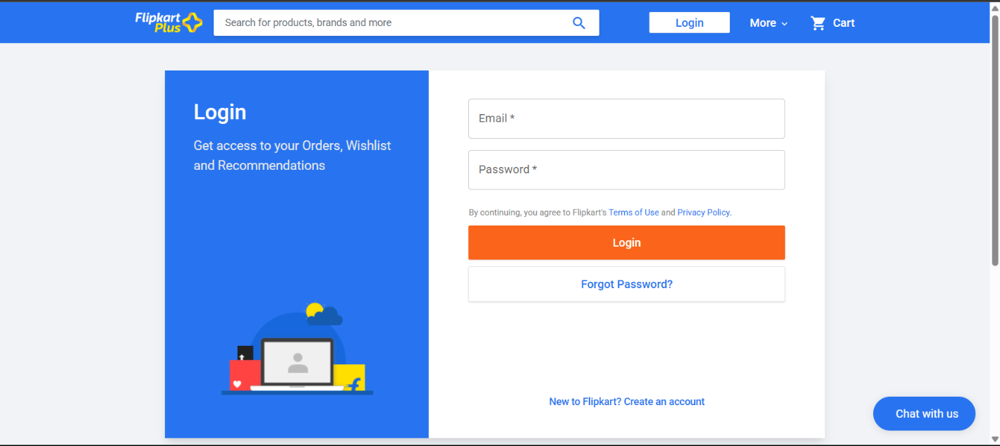 Flipkart
Plus
Search for products, brands and more
Login
More
Cart
Login
Get access to your Orders, Wishlist
and Recommendations
Email *
Password *
By continuing, you agree to Flipkart's Terms of Use and Privacy Policy.
Login
Forgot Password?
New to Flipkart? Create an account
Chat with us